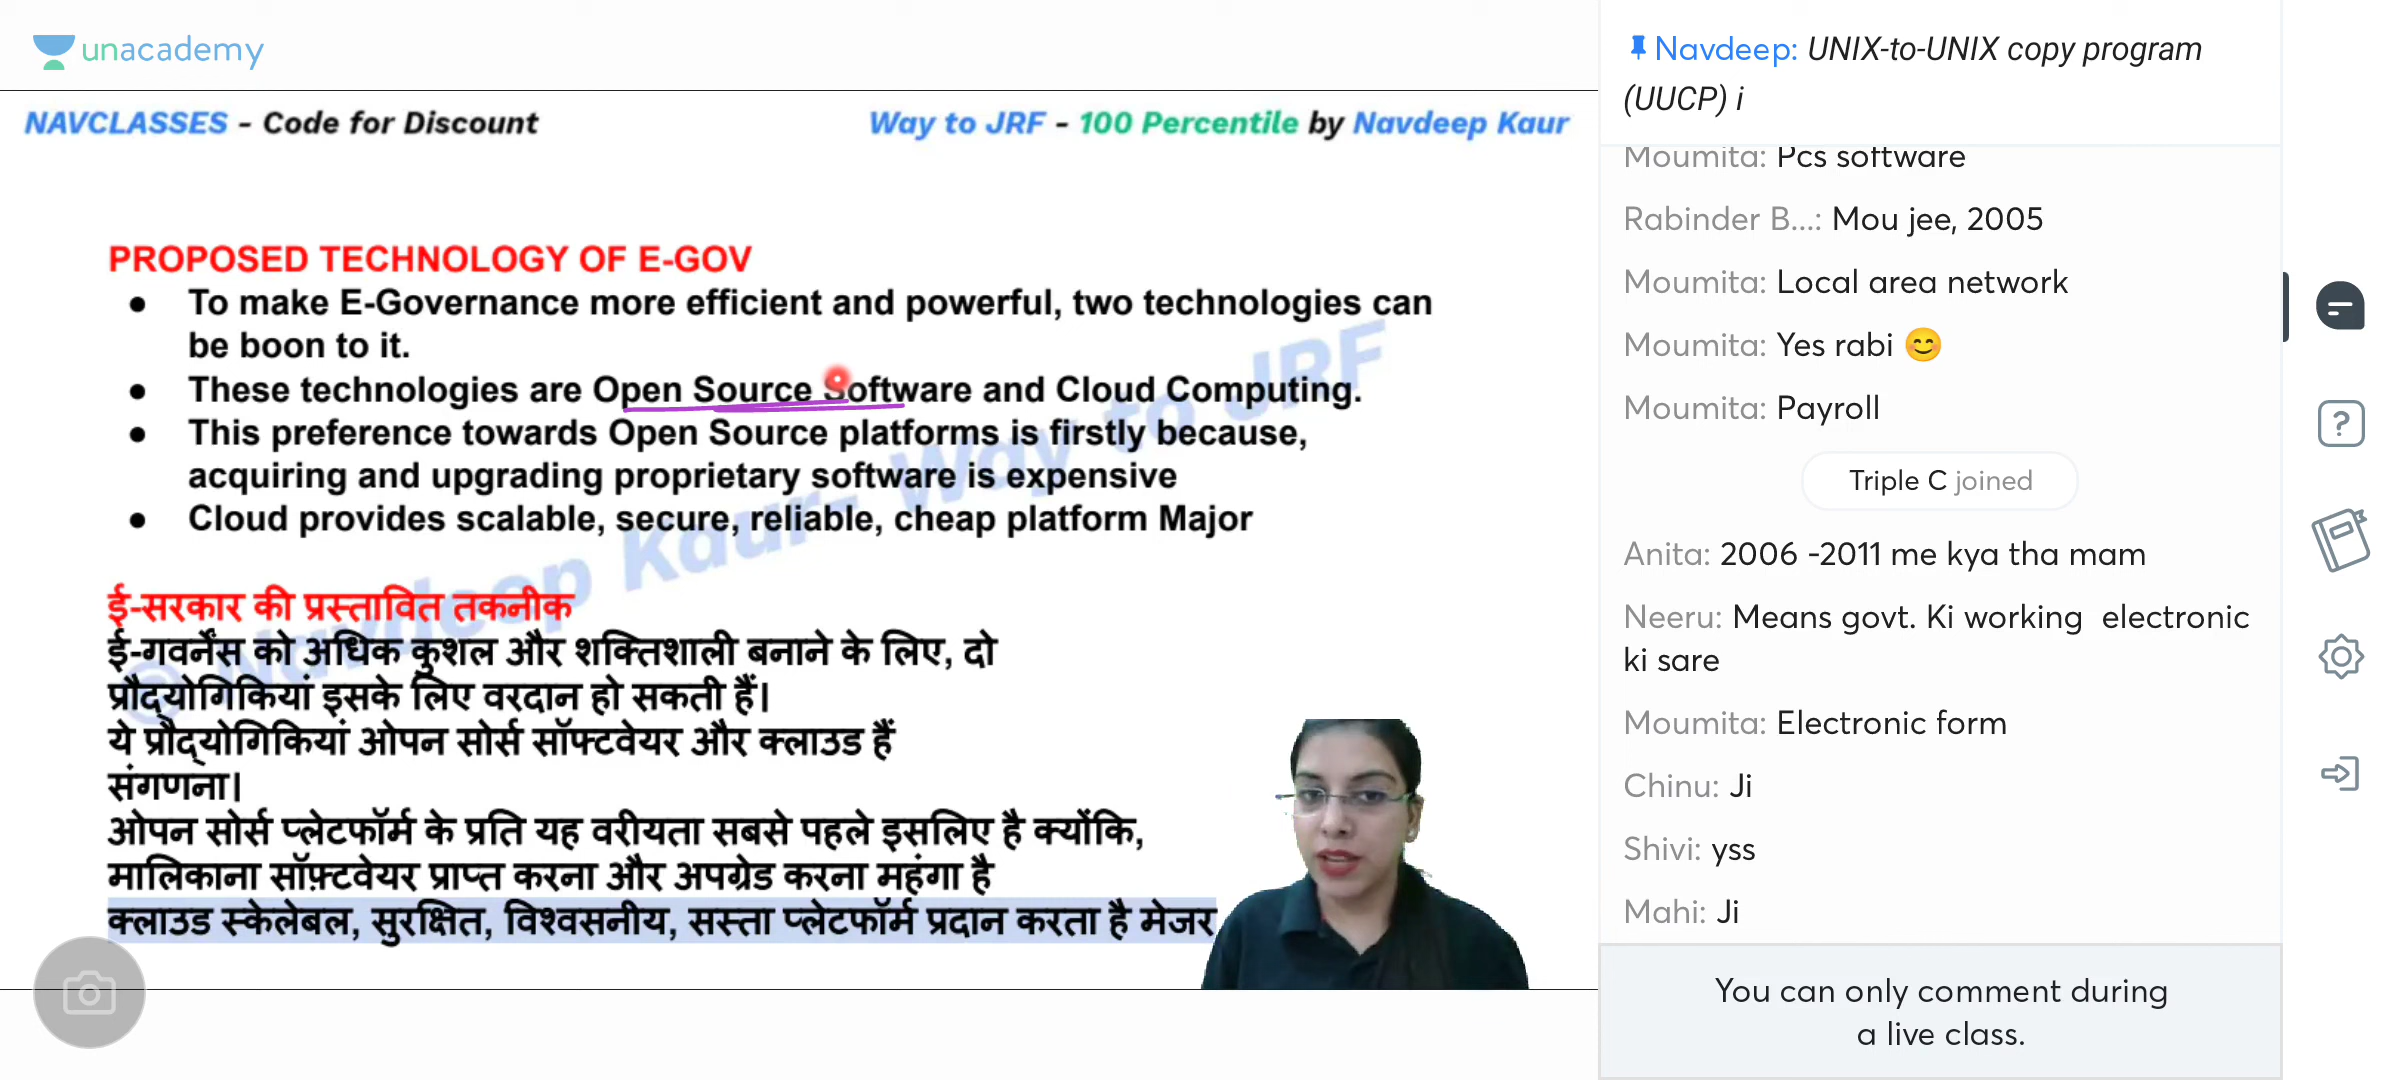 unacademy
NAVCLASSES - Code for Discount
Way to JRF - 100 Percentile by Navdeep Kaur
PROPOSED TECHNOLOGY OF E-GOV
● To make E-Governance more efficient and powerful, two technologies can
be boon to it.
● These technologies are Open Source Software and Cloud Computing.
● This preference towards Open Source platforms is firstly because,
acquiring and upgrading proprietary software is expensive
● Cloud provides scalable, secure, reliable, cheap platform Major
ई-सरकार की प्रस्तावित तकनीक
ई-गवर्नेंस को अधिक कुशल और शक्तिशाली बनाने के लिए, दो
प्रौद्योगिकियां इसके लिए वरदान हो सकती हैं।
ये प्रौद्योगिकियां ओपन सोर्स सॉफ्टवेयर और क्लाउड हैं
संगणना।
ओपन सोर्स प्लेटफॉर्म के प्रति यह वरीयता सबसे पहले इसलिए है क्योंकि,
मालिकाना सॉफ़्टवेयर प्राप्त करना और अपग्रेड करना महंगा है
क्लाउड स्केलेबल, सुरक्षित, विश्वसनीय, सस्ता प्लेटफॉर्म प्रदान करता है मेजर
© Navdeep Kaur- Way to JRF
Navdeep: UNIX-to-UNIX copy program
(UUCP) i
Moumita: Pcs software
Rabinder B...: Mou jee, 2005
Moumita: Local area network
Moumita: Yes rabi 😊
Moumita: Payroll
Triple C joined
Anita: 2006 -2011 me kya tha mam
Neeru: Means govt. Ki working electronic
ki sare
Moumita: Electronic form
Chinu: Ji
Shivi: yss
Mahi: Ji
You can only comment during
a live class.